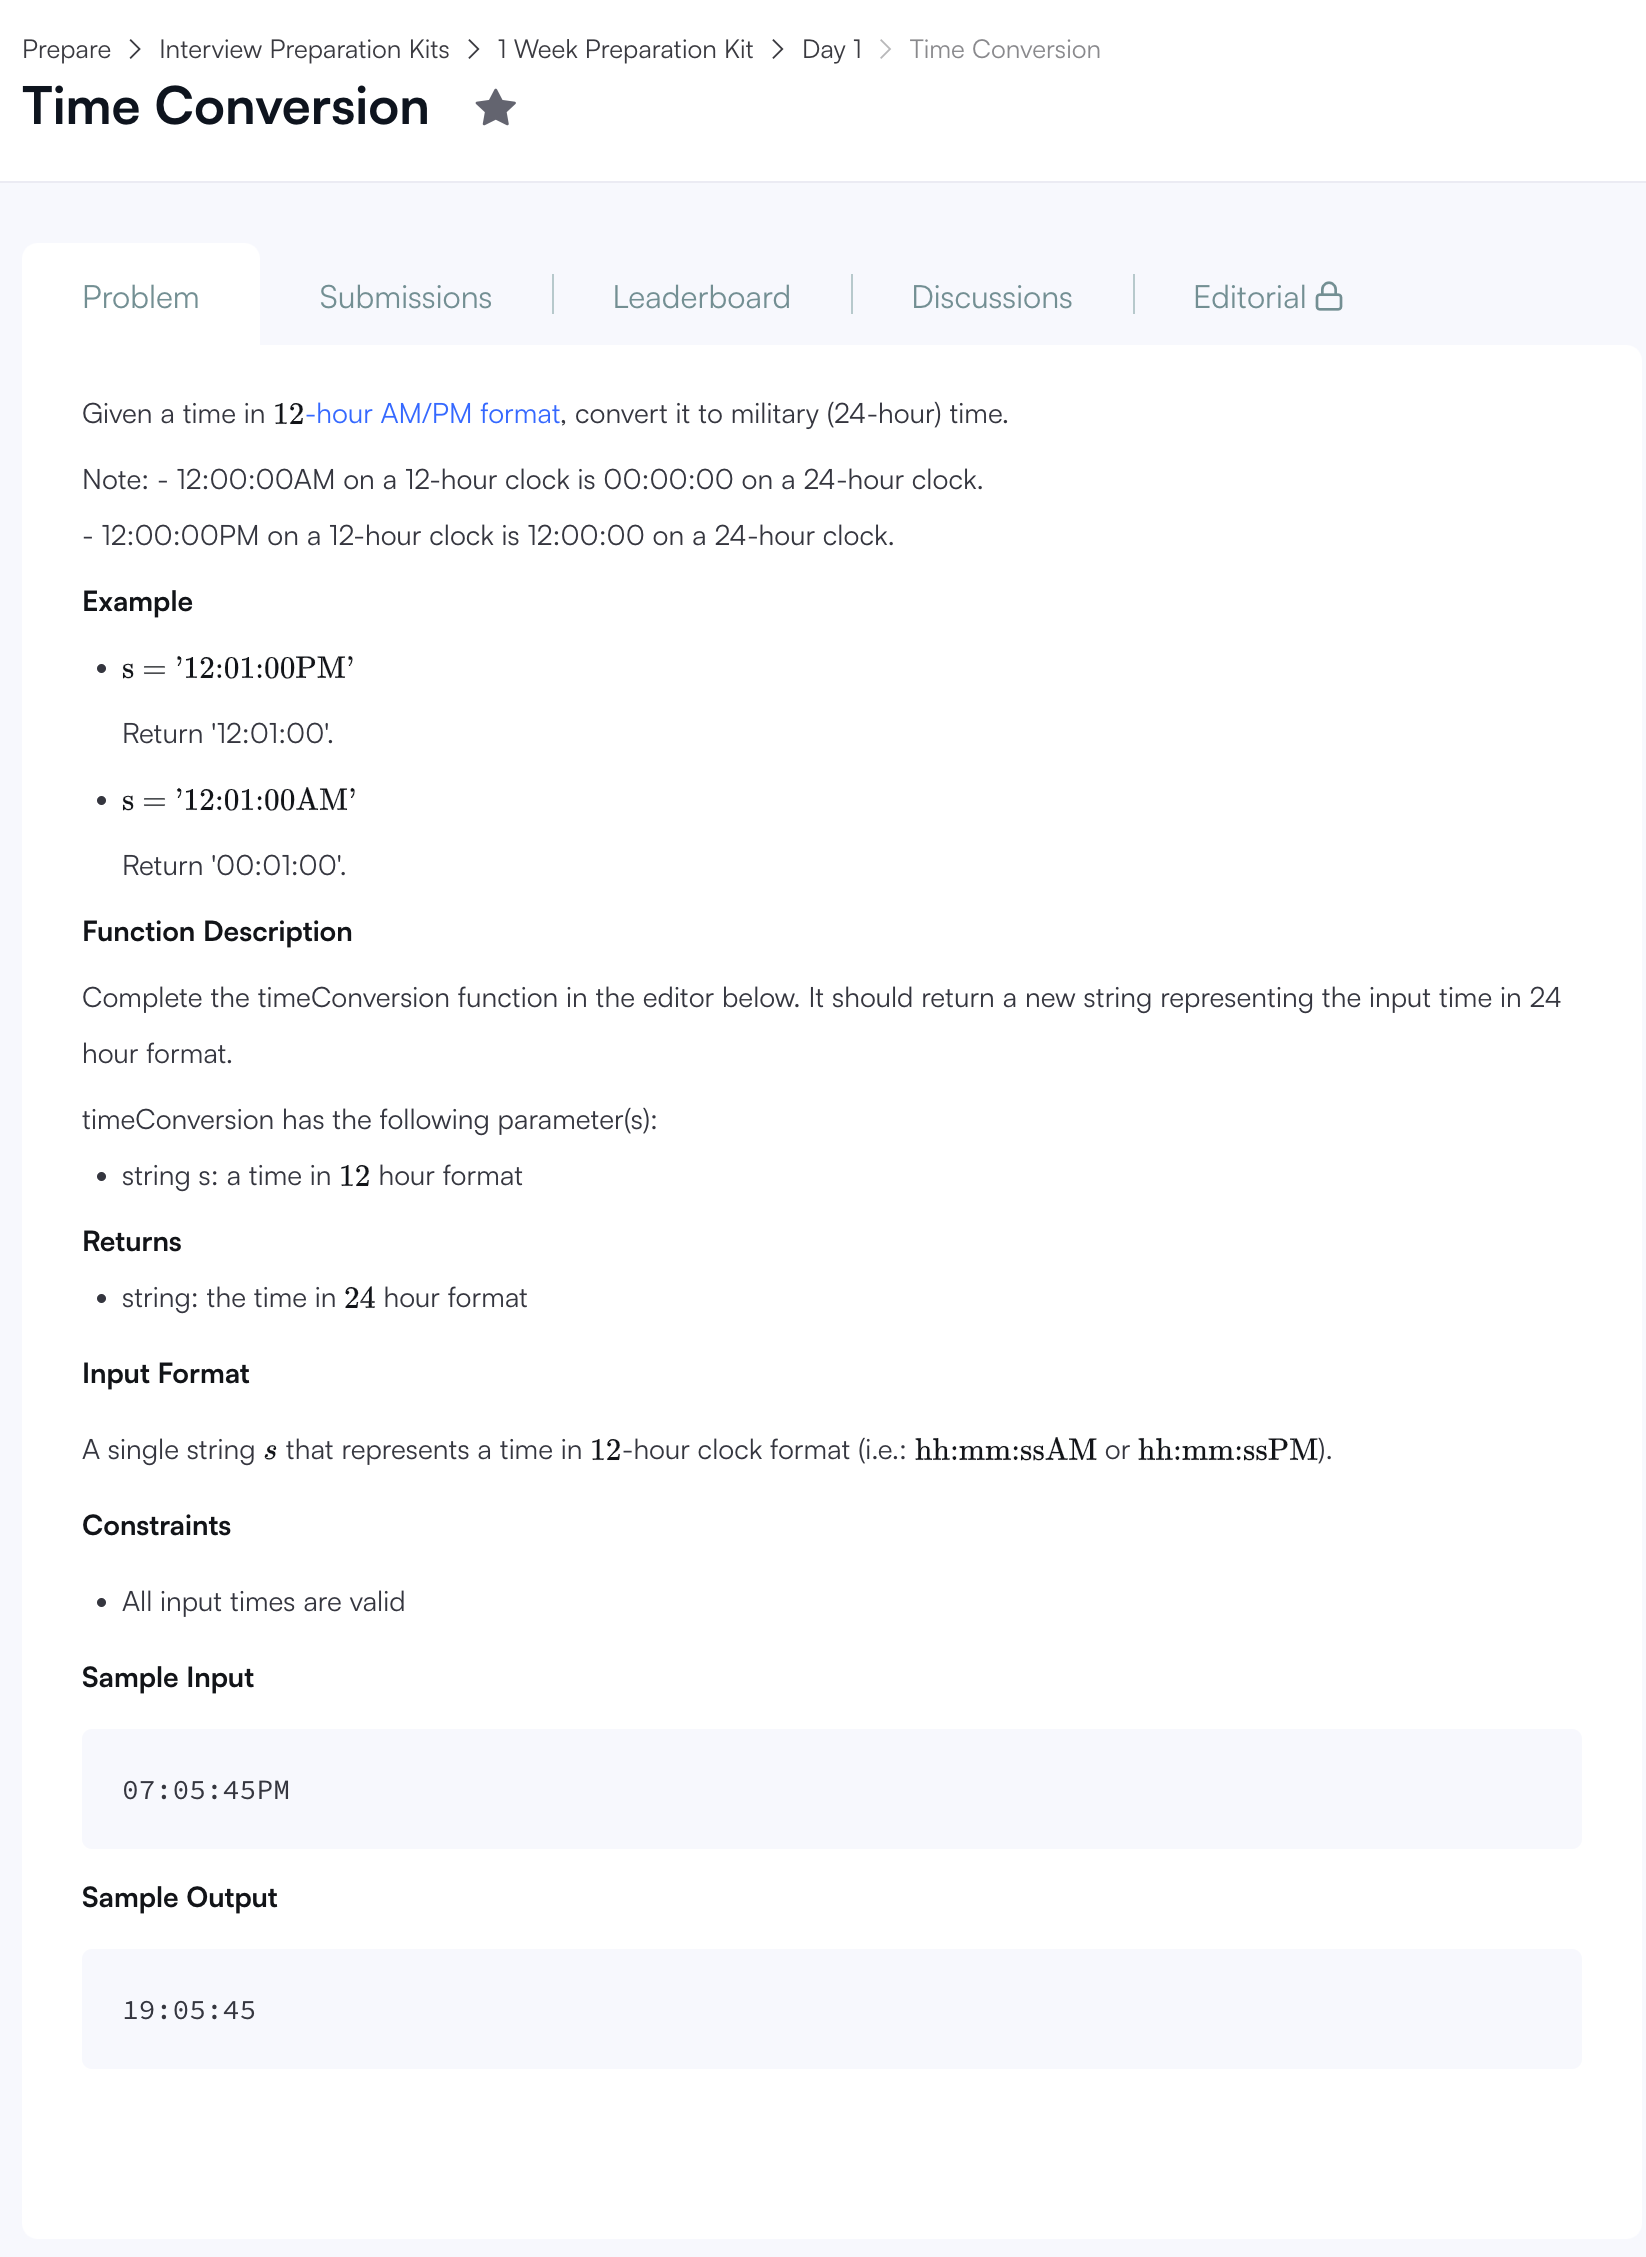 Prepare > Interview Preparation Kits > 1 Week Preparation Kit > Day 1 > Time Conversion
Time Conversion
Problem
Submissions
Leaderboard
Discussions
Editorial
Given a time in 12-hour AM/PM format, convert it to military (24-hour) time.
Note: - 12:00:00AM on a 12-hour clock is 00:00:00 on a 24-hour clock.
- 12:00:00PM on a 12-hour clock is 12:00:00 on a 24-hour clock.
Example
• s = ’12:01:00PM’
Return '12:01:00'.
• s = ’12:01:00AM’
Return '00:01:00'.
Function Description
Complete the timeConversion function in the editor below. It should return a new string representing the input time in 24
hour format.
timeConversion has the following parameter(s):
• string s: a time in 12 hour format
Returns
• string: the time in 24 hour format
Input Format
A single string s that represents a time in 12-hour clock format (i.e.: hh:mm:ssAM or hh:mm:ssPM).
Constraints
• All input times are valid
Sample Input
07:05:45PM
Sample Output
19:05:45